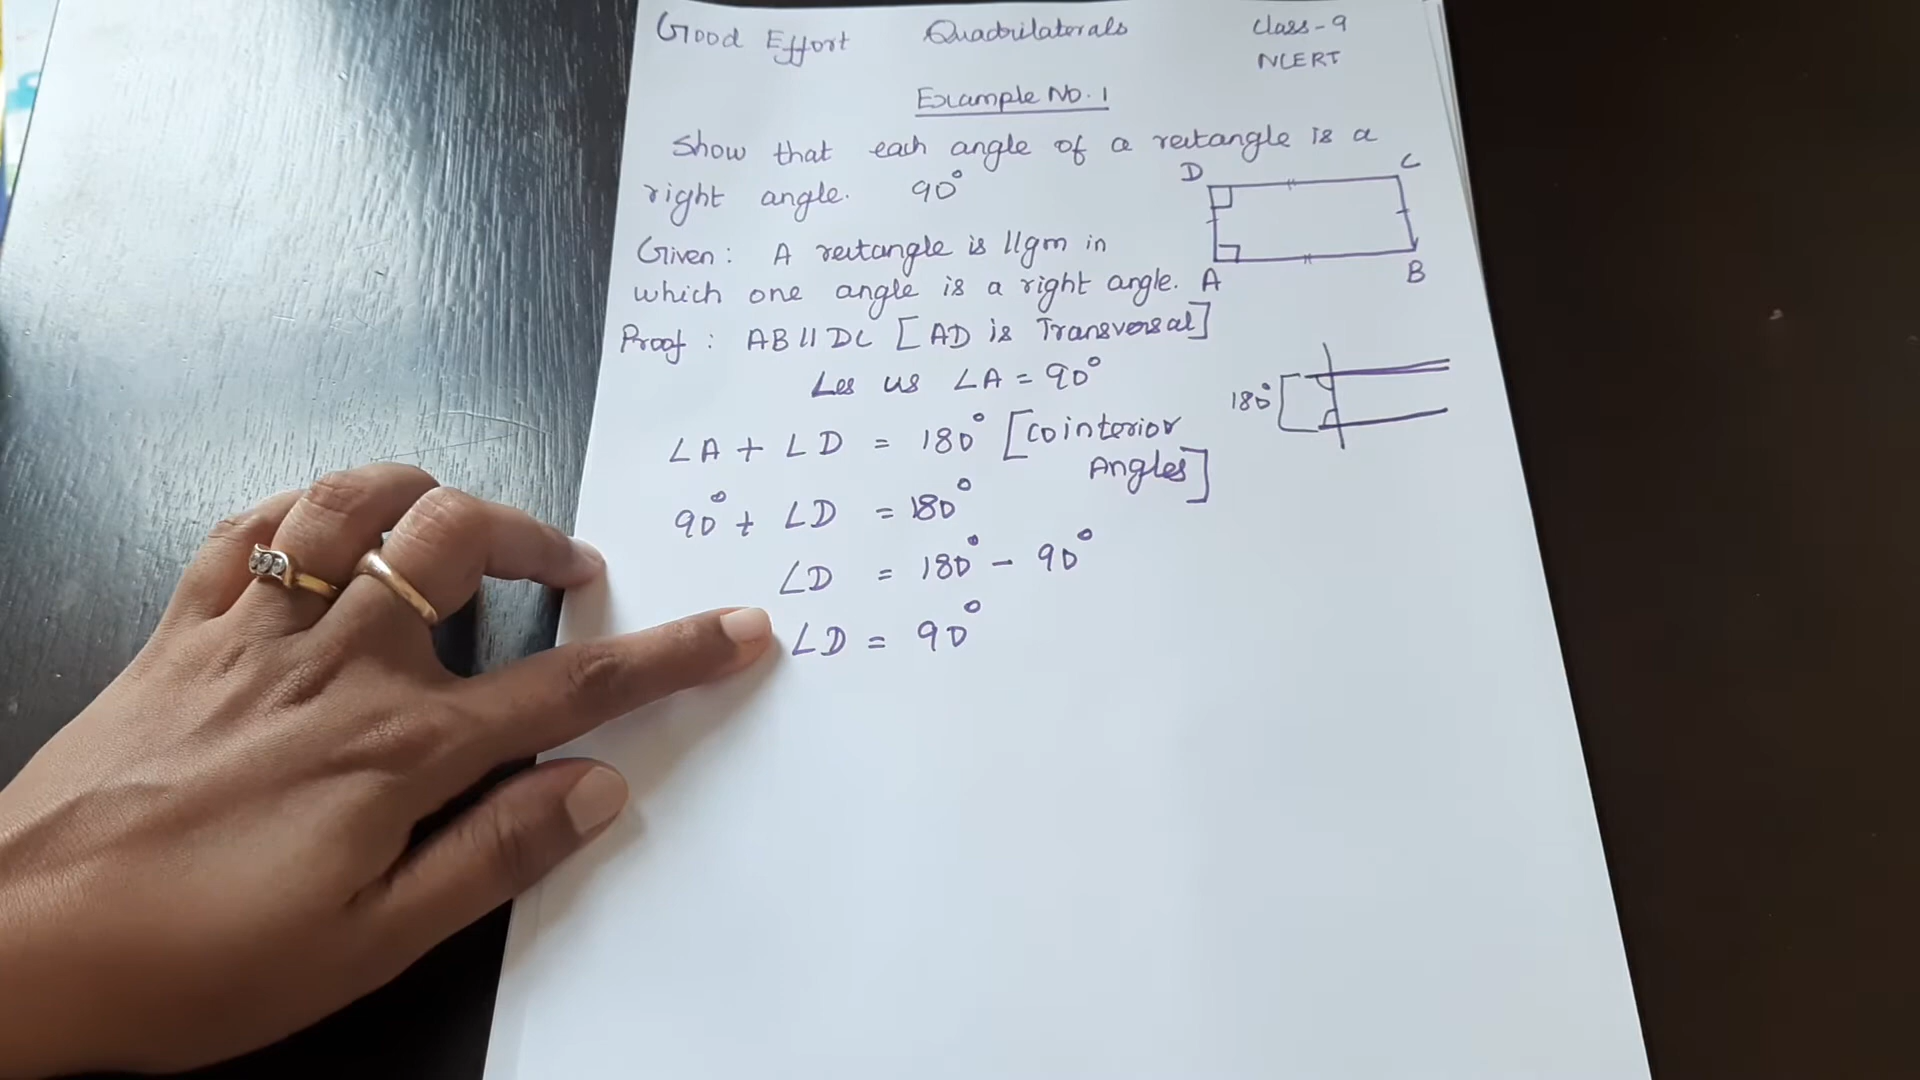 Good Effort Quadrilaterals Class-9
NCERT
Example No. 1
Show that each angle of a rectangle is a
right angle. 90°
D C
Given: A rectangle is llgm in
which one angle is a right angle. A B
Proof: AB ll DC [AD is Transversal]
Les us ∠A = 90°
180°
∠A + ∠D = 180° [Cointerior
Angles]
90° + ∠D = 180°
∠D = 180° - 90°
∠D = 90°